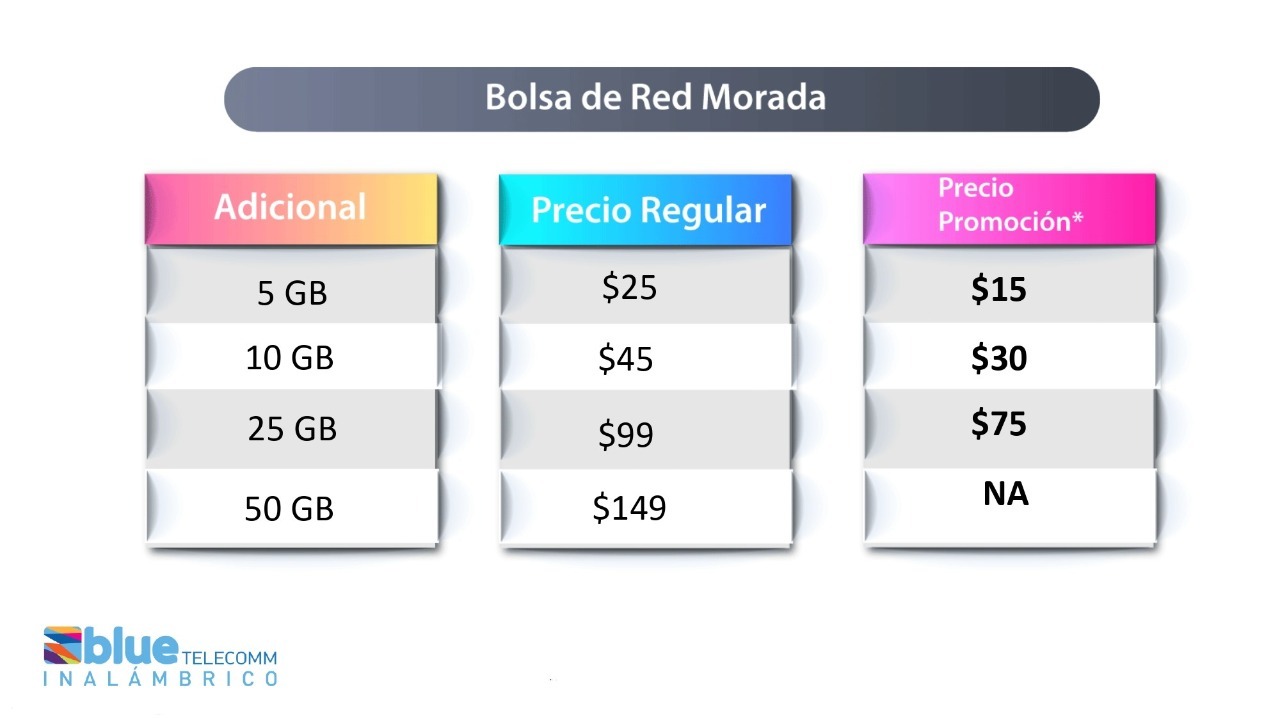 Bolsa de Red Morada
Adicional Precio Regular Precio
Promoción*
5 GB $25 $15
10 GB $45 $30
25 GB $99 $75
50 GB $149 NA
blue TELECOMM
INALÁMBRICO